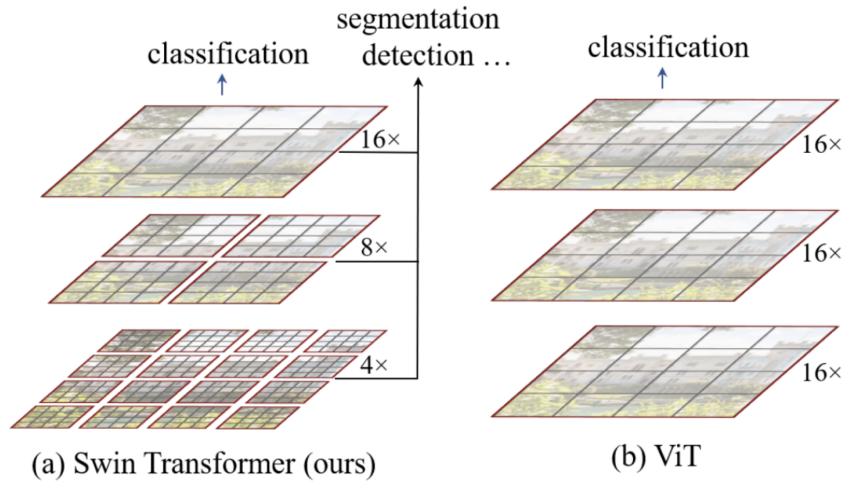 segmentation
classification
detection ...
classification
16×
16×
8×
16×
4×
16×
(a) Swin Transformer (ours)
(b) ViT